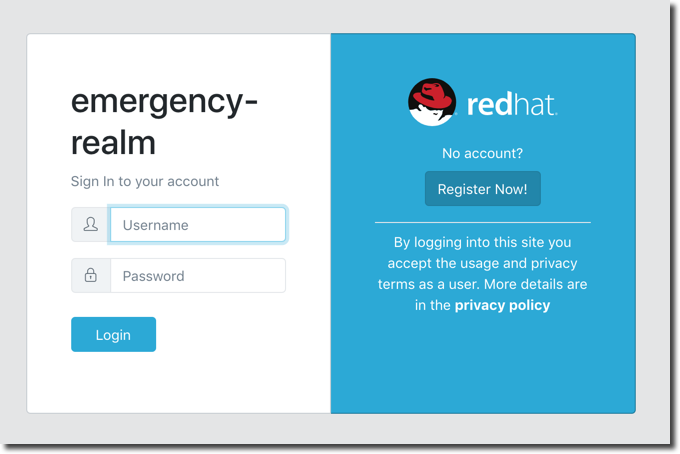 emergency-
realm
Sign In to your account
Username
Password
Login
redhat.
No account?
Register Now!
By logging into this site you
accept the usage and privacy
terms as a user. More details are
in the privacy policy